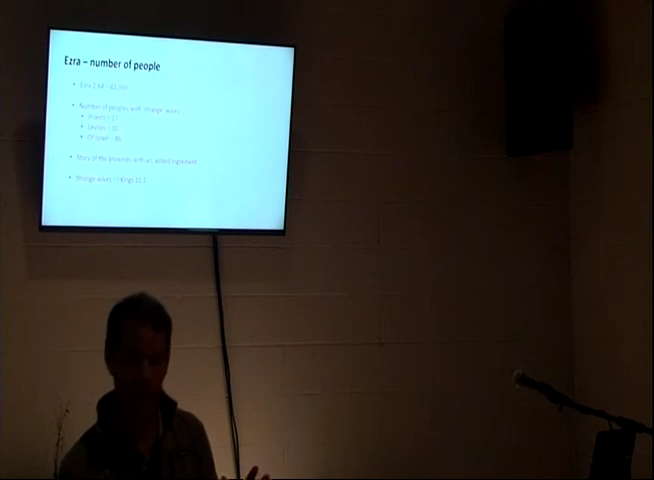 Ezra – number of people
Ezra 2:64 – 42,360
Number of peoples with 'strange' wives
Priests – 17
Levites – 10
Of Israel – 86
Story of the brownies with an 'added ingredient'
Strange wives – I Kings 11:1